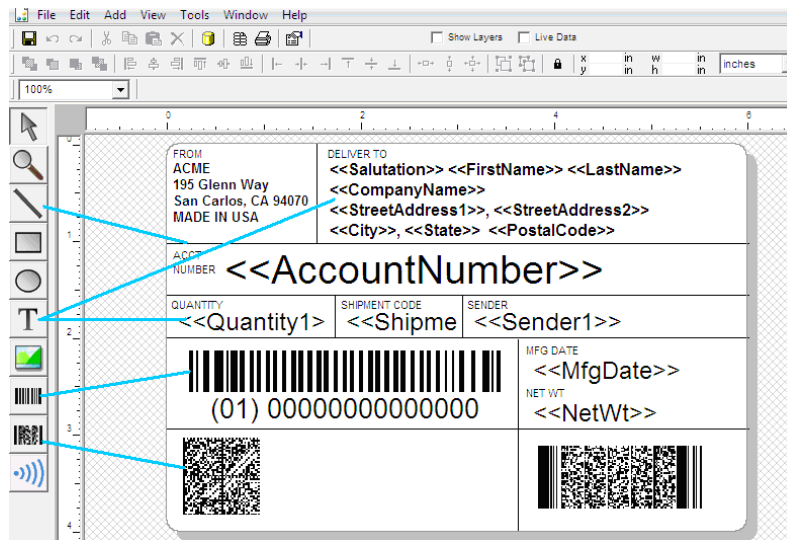 File Edit Add View Tools Window Help
Show Layers Live Data
x in w in inches
y in h in
100%
0 2 4 6
0
FROM
ACME
195 Glenn Way
San Carlos, CA 94070
MADE IN USA
DELIVER TO
<<Salutation>> <<FirstName>> <<LastName>>
<<CompanyName>>
<<StreetAddress1>>, <<StreetAddress2>>
<<City>>, <<State>> <<PostalCode>>
1
ACCT
NUMBER <<AccountNumber>>
QUANTITY SHIPMENT CODE SENDER
<<Quantity1> <<Shipme <<Sender1>>
T
2
MFG DATE
<<MfgDate>>
NET WT
<<NetWt>>
(01) 00000000000000
3
4